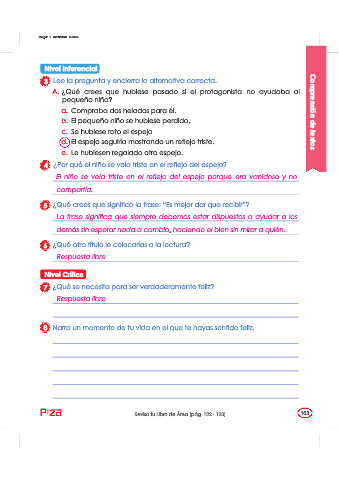 Nivel Inferencial
3 Lee la pregunta y encierra la alternativa correcta.
A. ¿Qué crees que hubiese pasado si el protagonista no ayudaba al
pequeño niño?
a. Compraba dos helados para él.
b. El pequeño niño se hubiese perdido.
c. Se hubiese roto el espejo
d. El espejo seguiría mostrando un reflejo triste.
e. Le hubiesen regalado otro espejo.
4 ¿Por qué el niño se veía triste en el reflejo del espejo?
El niño se veía triste en el reflejo del espejo porque era vanidoso y no
compartía.
5 ¿Qué crees que significa la frase: "Es mejor dar que recibir"?
La frase significa que siempre debemos estar dispuestos a ayudar a los
demás sin esperar nada a cambio, haciendo el bien sin mirar a quién.
6 ¿Qué otro título le colocarías a la lectura?
Respuesta libre
Nivel Crítico
7 ¿Qué se necesita para ser verdaderamente feliz?
Respuesta libre
8 Narra un momento de tu vida en el que te hayas sentido feliz.
Comprensión de textos
Revisa tu Libro de Área (pág. 122 - 123)
163